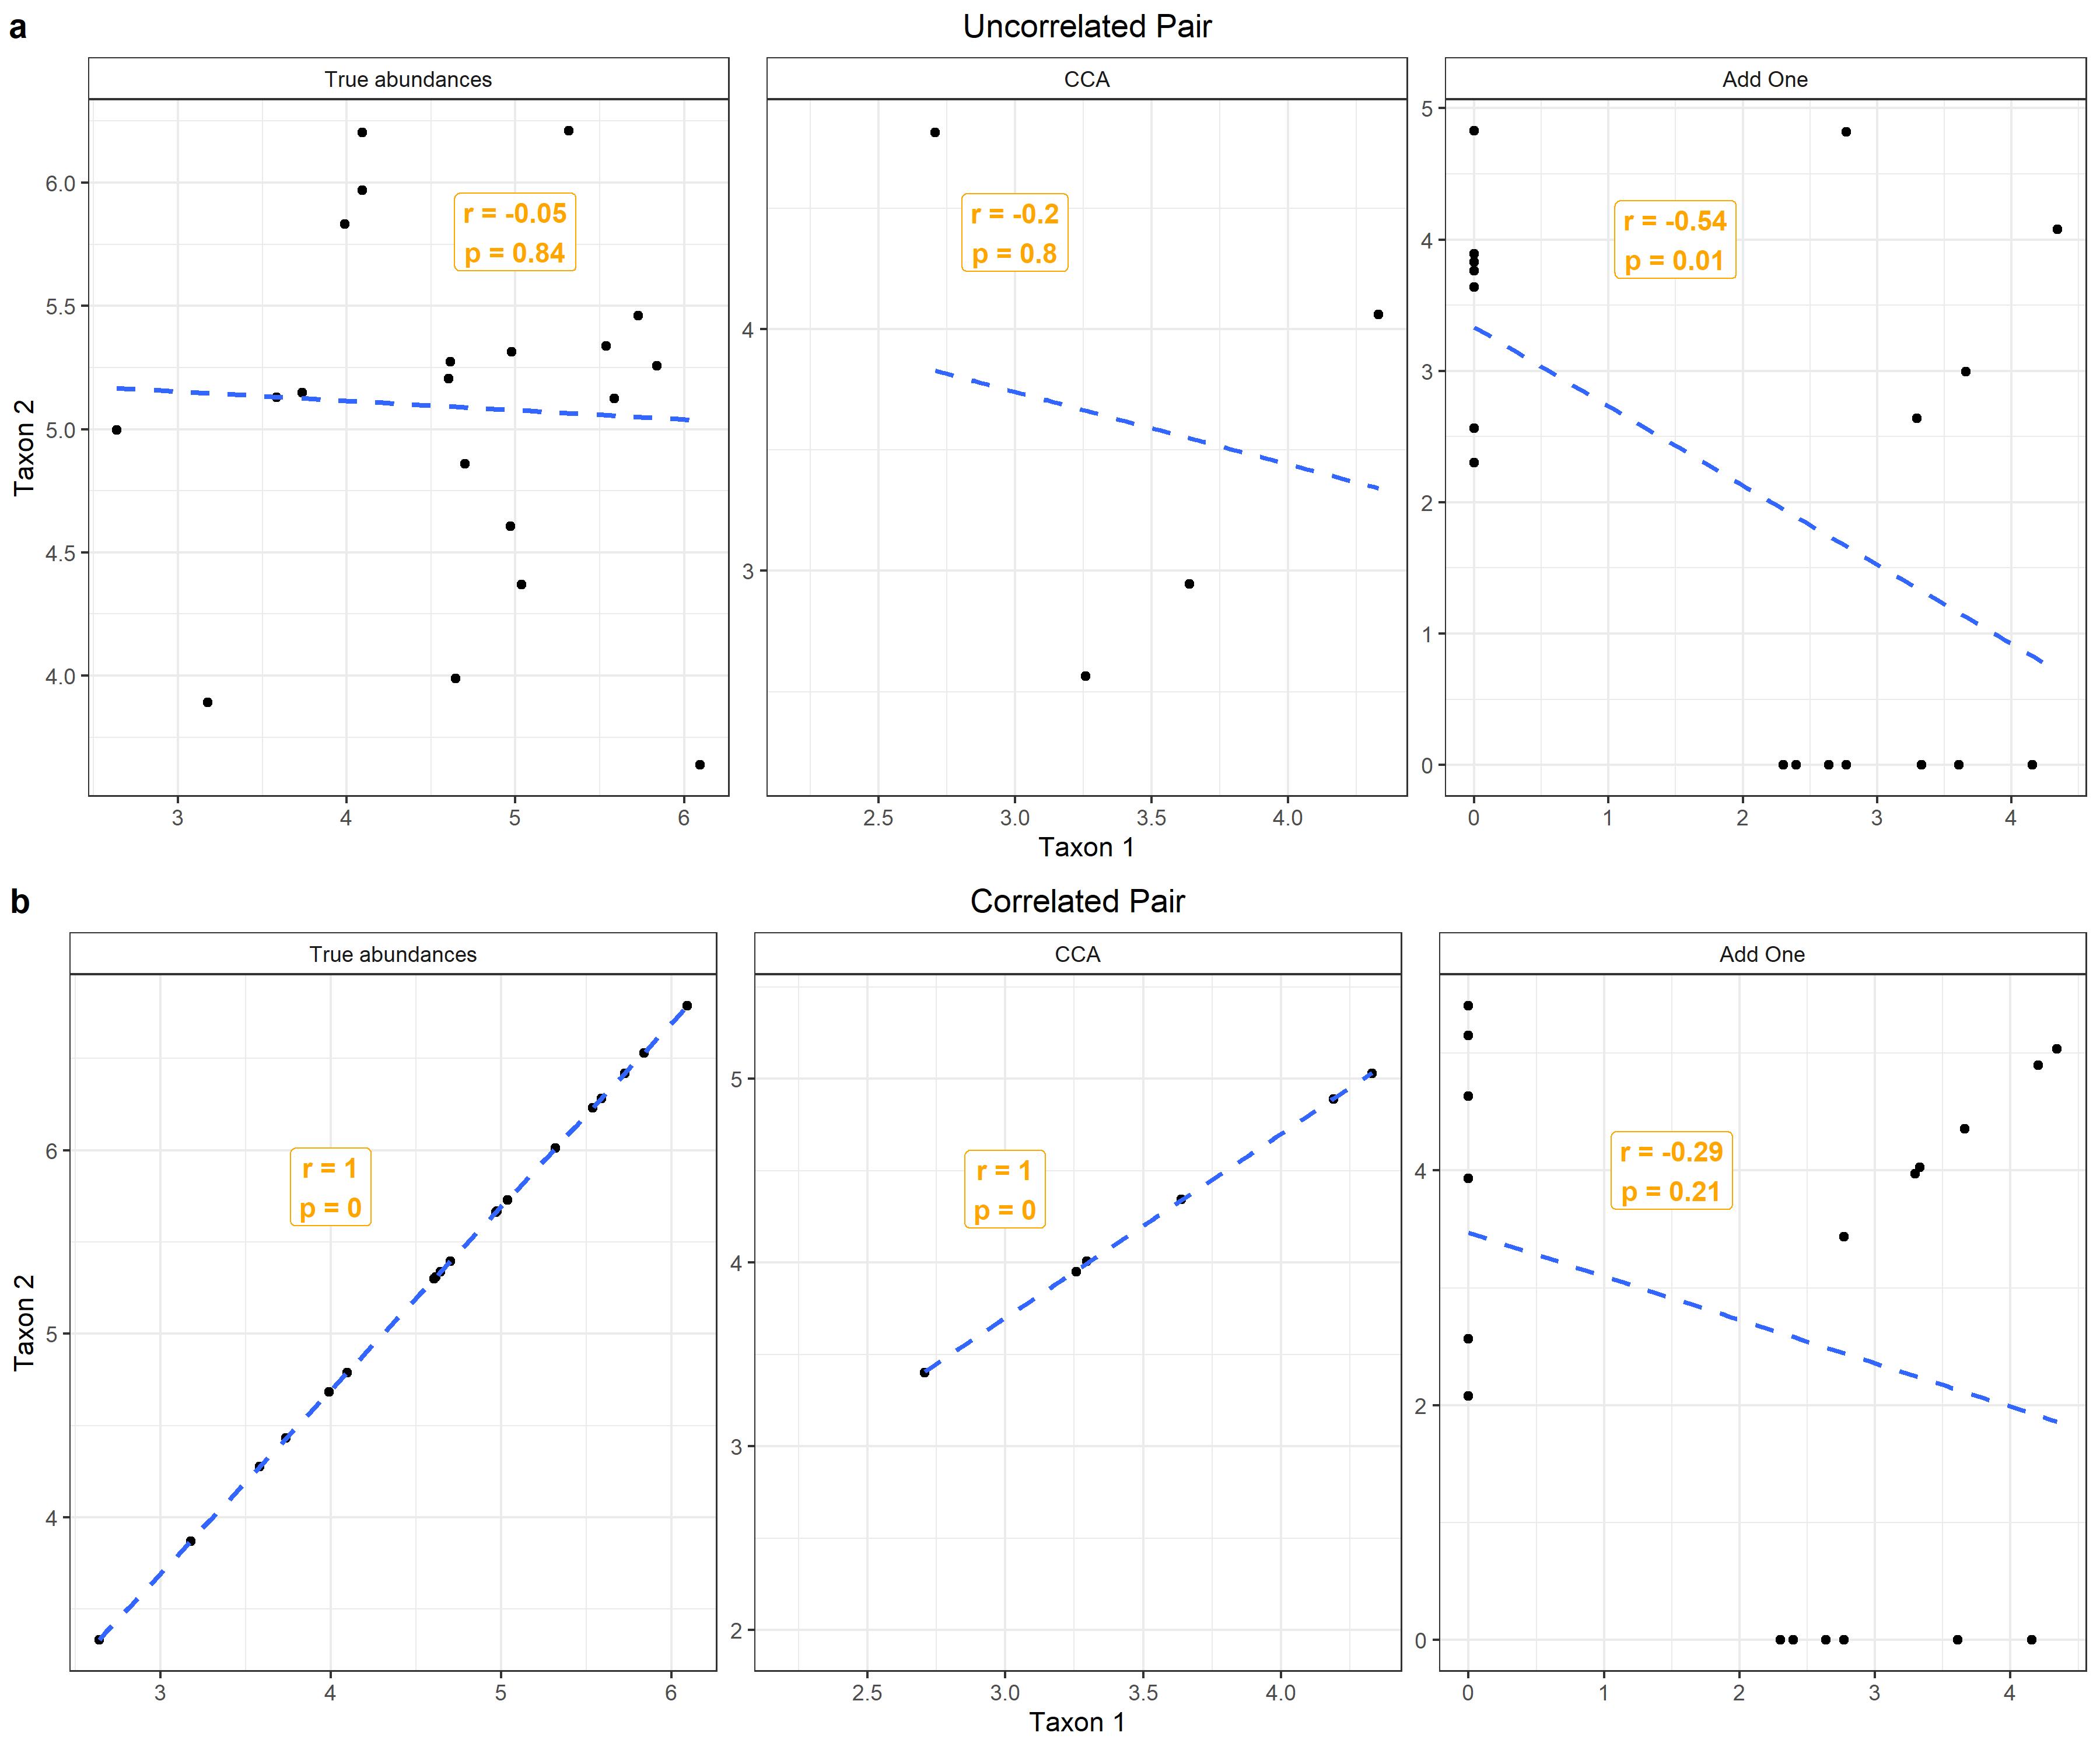 a
Uncorrelated Pair
True abundances
CCA
Add One
r = -0.05
p = 0.84
r = -0.2
p = 0.8
r = -0.54
p = 0.01
Taxon 2
6.0
5.5
5.0
4.5
4.0
4
3
5
4
3
2
1
0
3 4 5 6
2.5 3.0 3.5 4.0
0 1 2 3 4
Taxon 1
b
Correlated Pair
True abundances
CCA
Add One
r = 1
p = 0
r = 1
p = 0
r = -0.29
p = 0.21
Taxon 2
6
5
4
5
4
3
2
4
2
0
3 4 5 6
2.5 3.0 3.5 4.0
0 1 2 3 4
Taxon 1